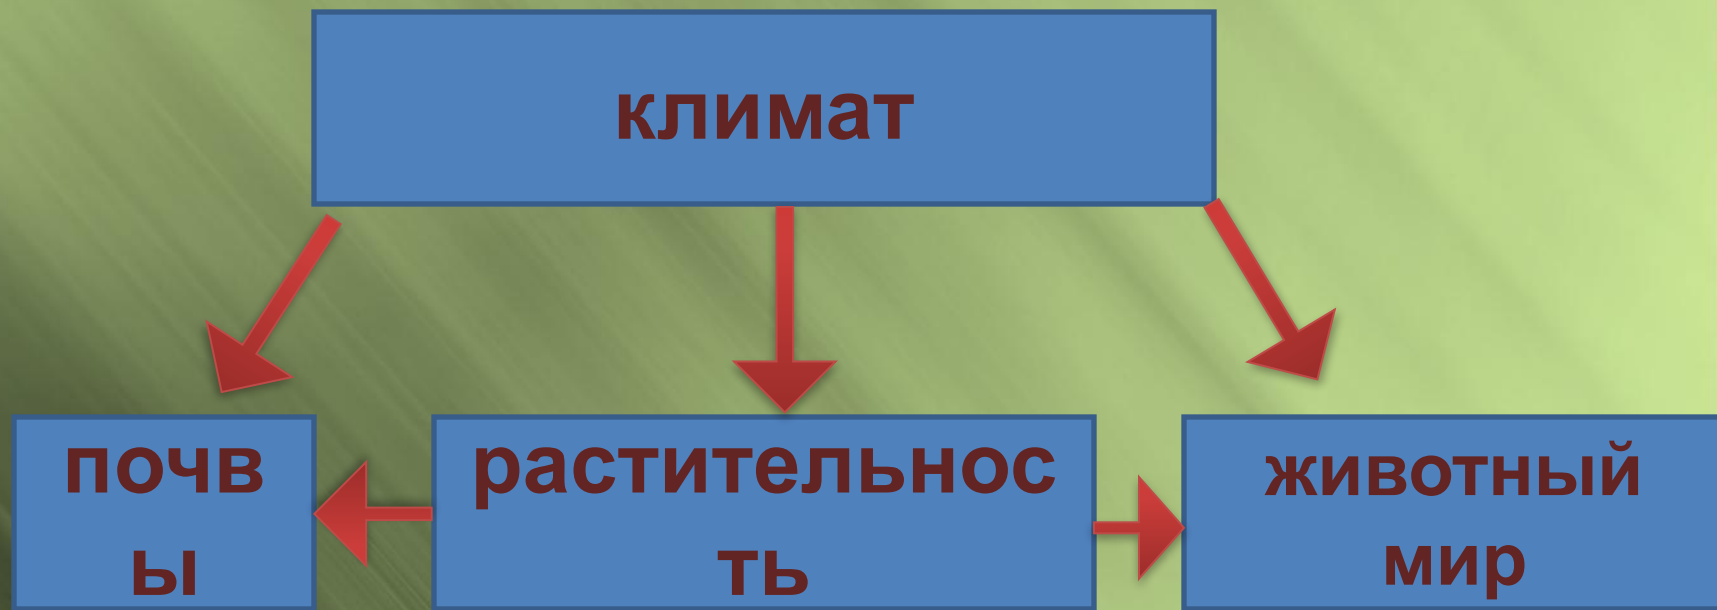 климат
почв
ы
растительнос
ть
животный
мир